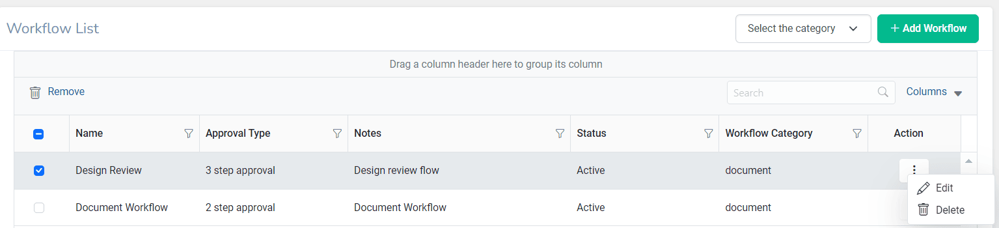 Workflow List
Select the category
+ Add Workflow
Drag a column header here to group its column
Remove
Search
Columns
Name Approval Type Notes Status Workflow Category Action
Design Review 3 step approval Design review flow Active document
Edit
Document Workflow 2 step approval Document Workflow Active document
Delete